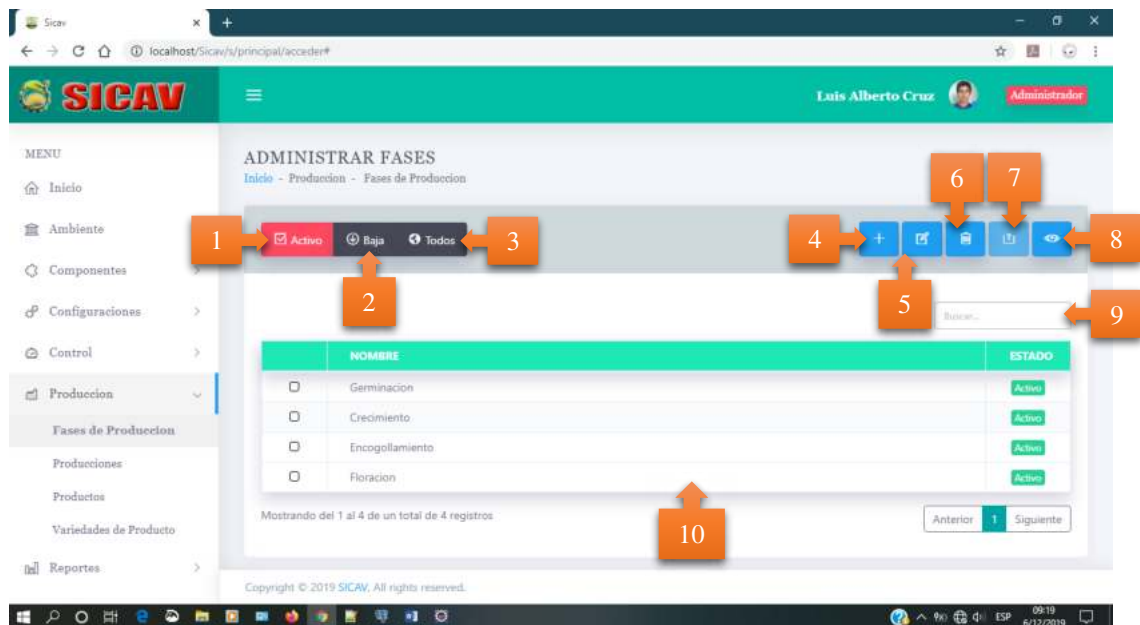 Sicav
localhost/Sicav/s/principal/acceder#
SICAV
Luis Alberto Cruz
Administrador
MENU
Inicio
Ambiente
Componentes
Configuraciones
Control
Produccion
Fases de Produccion
Producciones
Productos
Variedades de Producto
Reportes
ADMINISTRAR FASES
Inicio - Produccion - Fases de Produccion
6 7
1 Activo Baja Todos 3 4 8
2 5
Buscar... 9
NOMBRE ESTADO
Germinacion Activo
Crecimiento Activo
Encogollamiento Activo
Floracion Activo
Mostrando del 1 al 4 de un total de 4 registros
10
Anterior 1 Siguiente
Copyright © 2019 SICAV, All rights reserved.
ESP 09:19
6/12/2019